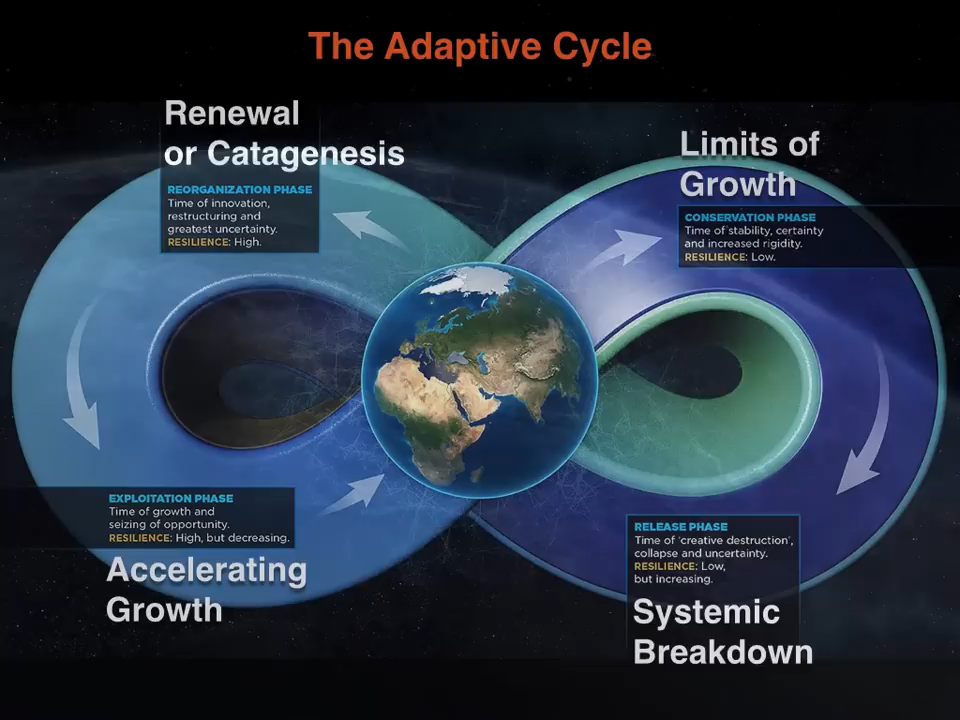 The Adaptive Cycle
Renewal
or Catagenesis
REORGANIZATION PHASE
Time of innovation,
restructuring and
greatest uncertainty.
RESILIENCE: High.
Limits of
Growth
CONSERVATION PHASE
Time of stability, certainty
and increased rigidity.
RESILIENCE: Low.
EXPLOITATION PHASE
Time of growth and
seizing of opportunity.
RESILIENCE: High, but decreasing.
Accelerating
Growth
RELEASE PHASE
Time of 'creative destruction',
collapse and uncertainty.
RESILIENCE: Low,
but increasing.
Systemic
Breakdown